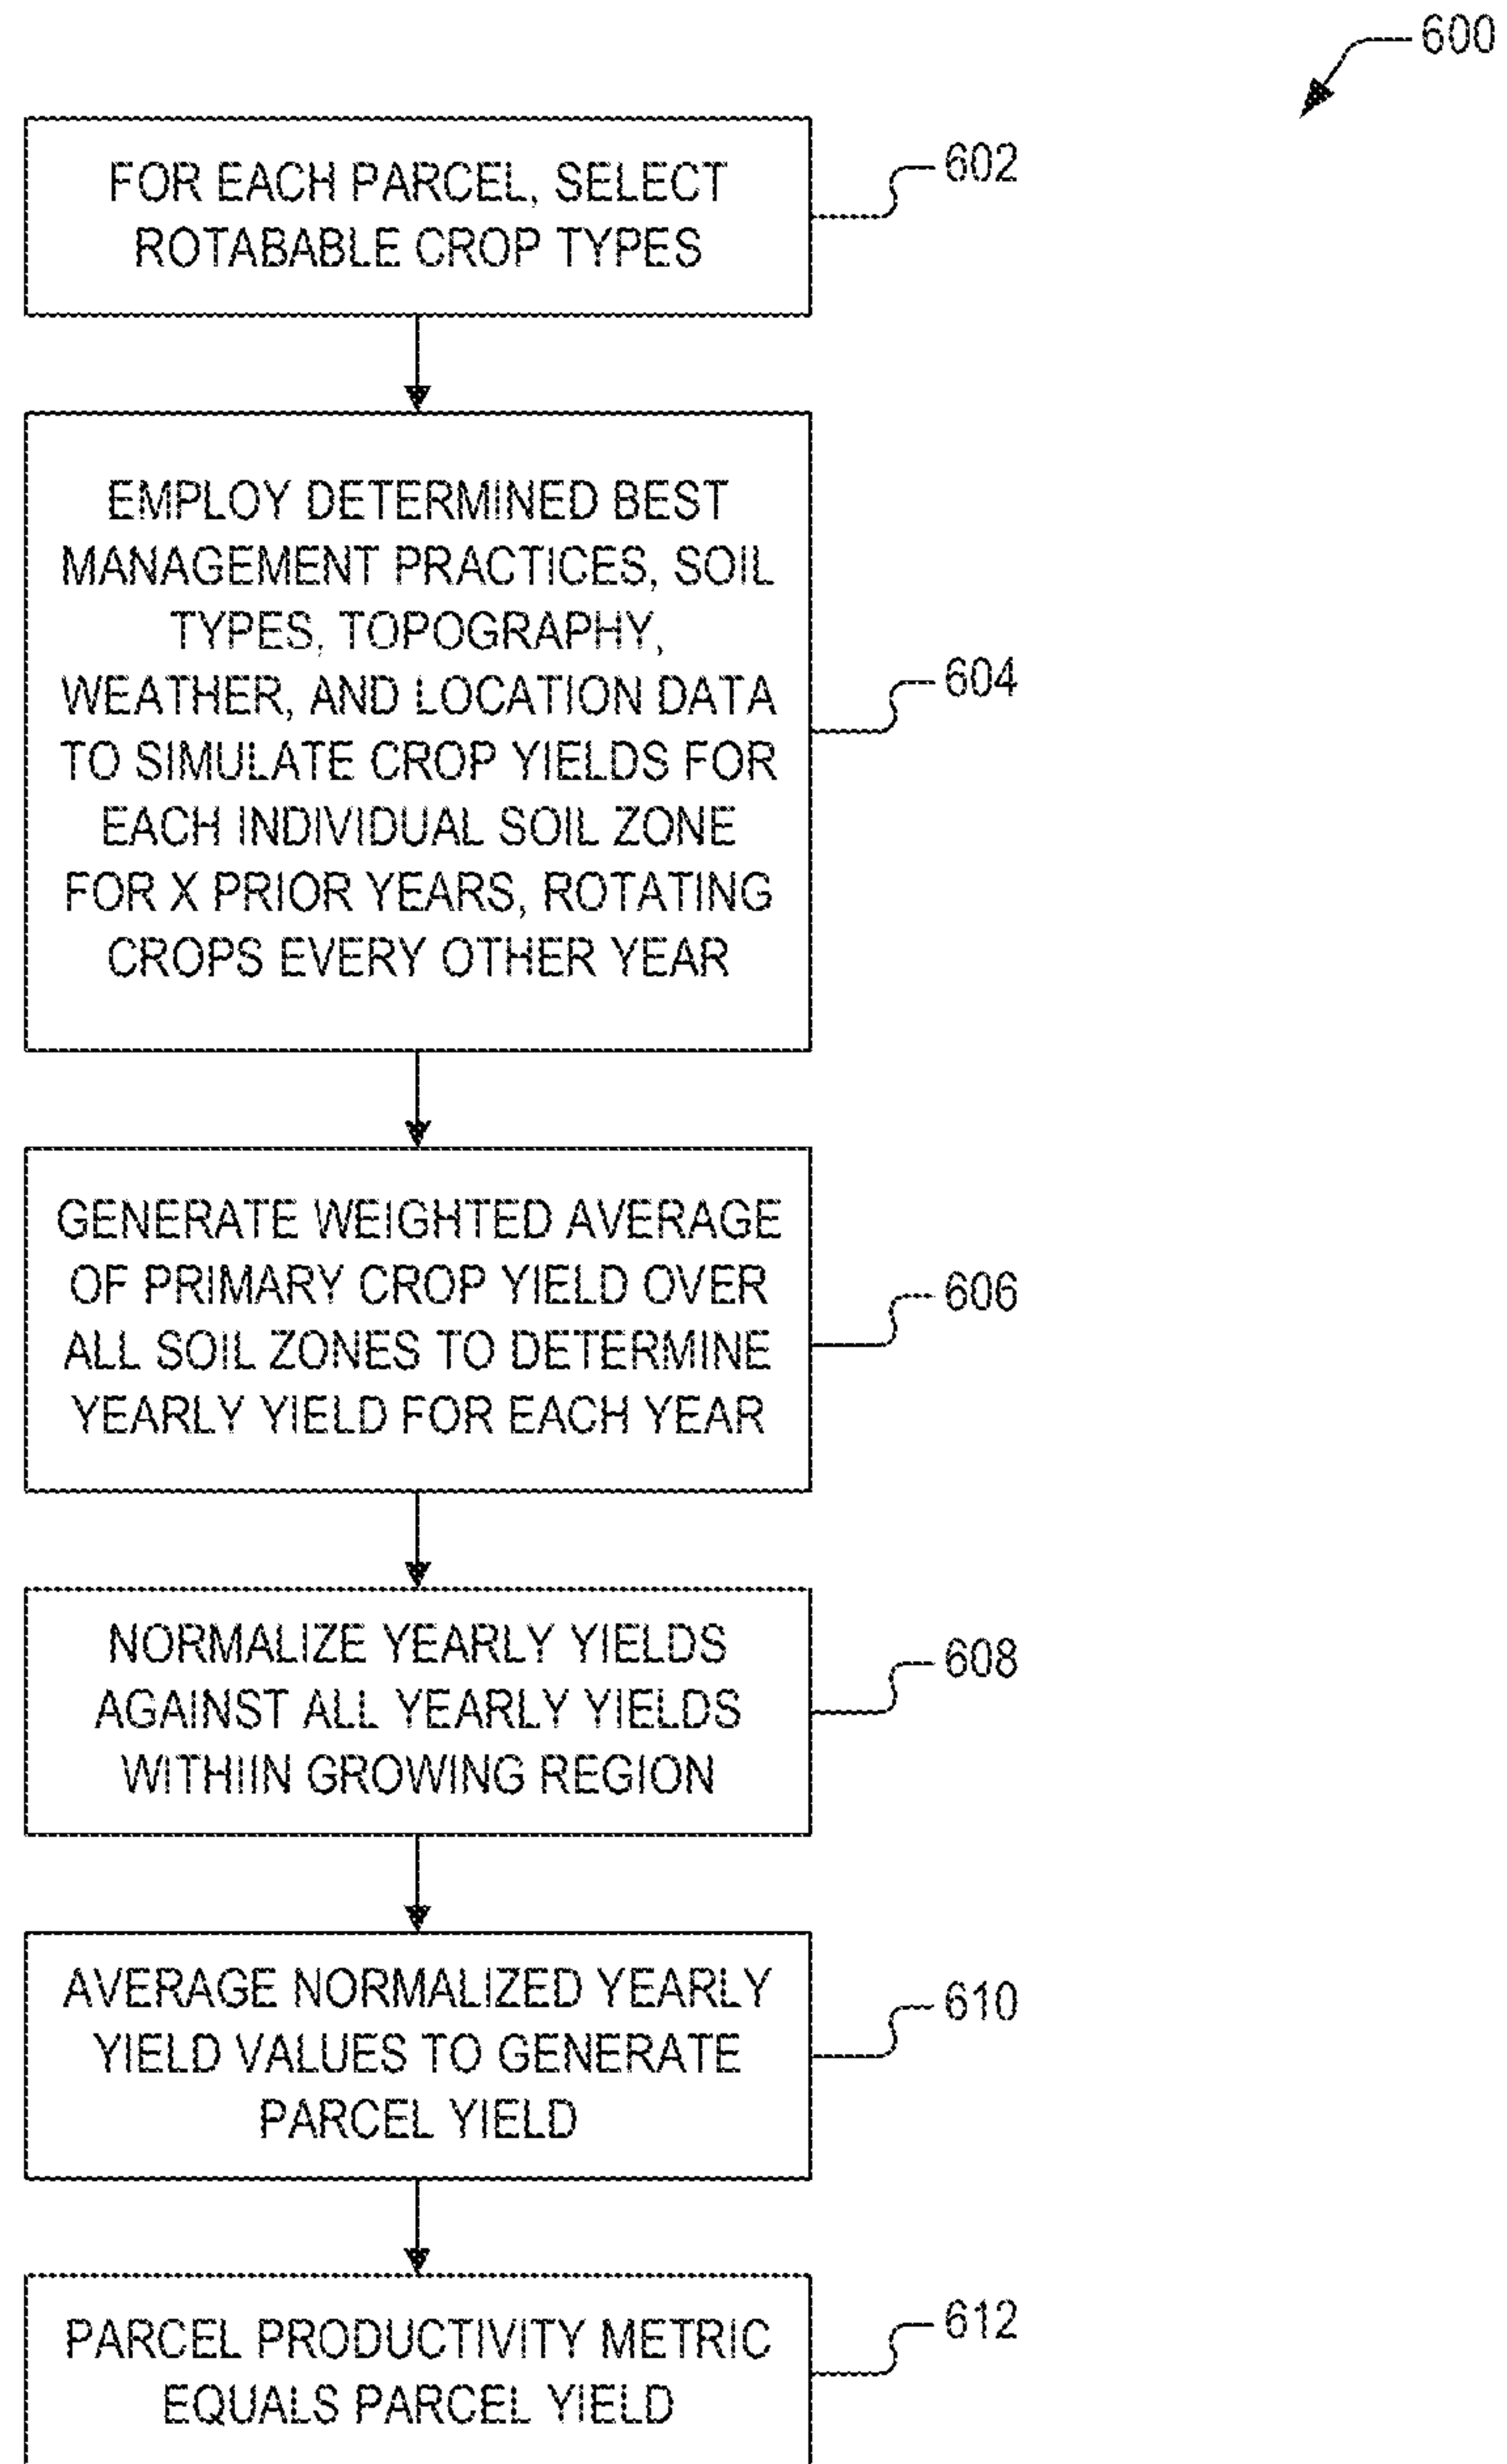 600
FOR EACH PARCEL, SELECT
ROTABABLE CROP TYPES
602
EMPLOY DETERMINED BEST
MANAGEMENT PRACTICES, SOIL
TYPES, TOPOGRAPHY,
WEATHER, AND LOCATION DATA
TO SIMULATE CROP YIELDS FOR
EACH INDIVIDUAL SOIL ZONE
FOR X PRIOR YEARS, ROTATING
CROPS EVERY OTHER YEAR
604
GENERATE WEIGHTED AVERAGE
OF PRIMARY CROP YIELD OVER
ALL SOIL ZONES TO DETERMINE
YEARLY YIELD FOR EACH YEAR
606
NORMALIZE YEARLY YIELDS
AGAINST ALL YEARLY YIELDS
WITHIIN GROWING REGION
608
AVERAGE NORMALIZED YEARLY
YIELD VALUES TO GENERATE
PARCEL YIELD
610
PARCEL PRODUCTIVITY METRIC
EQUALS PARCEL YIELD
612